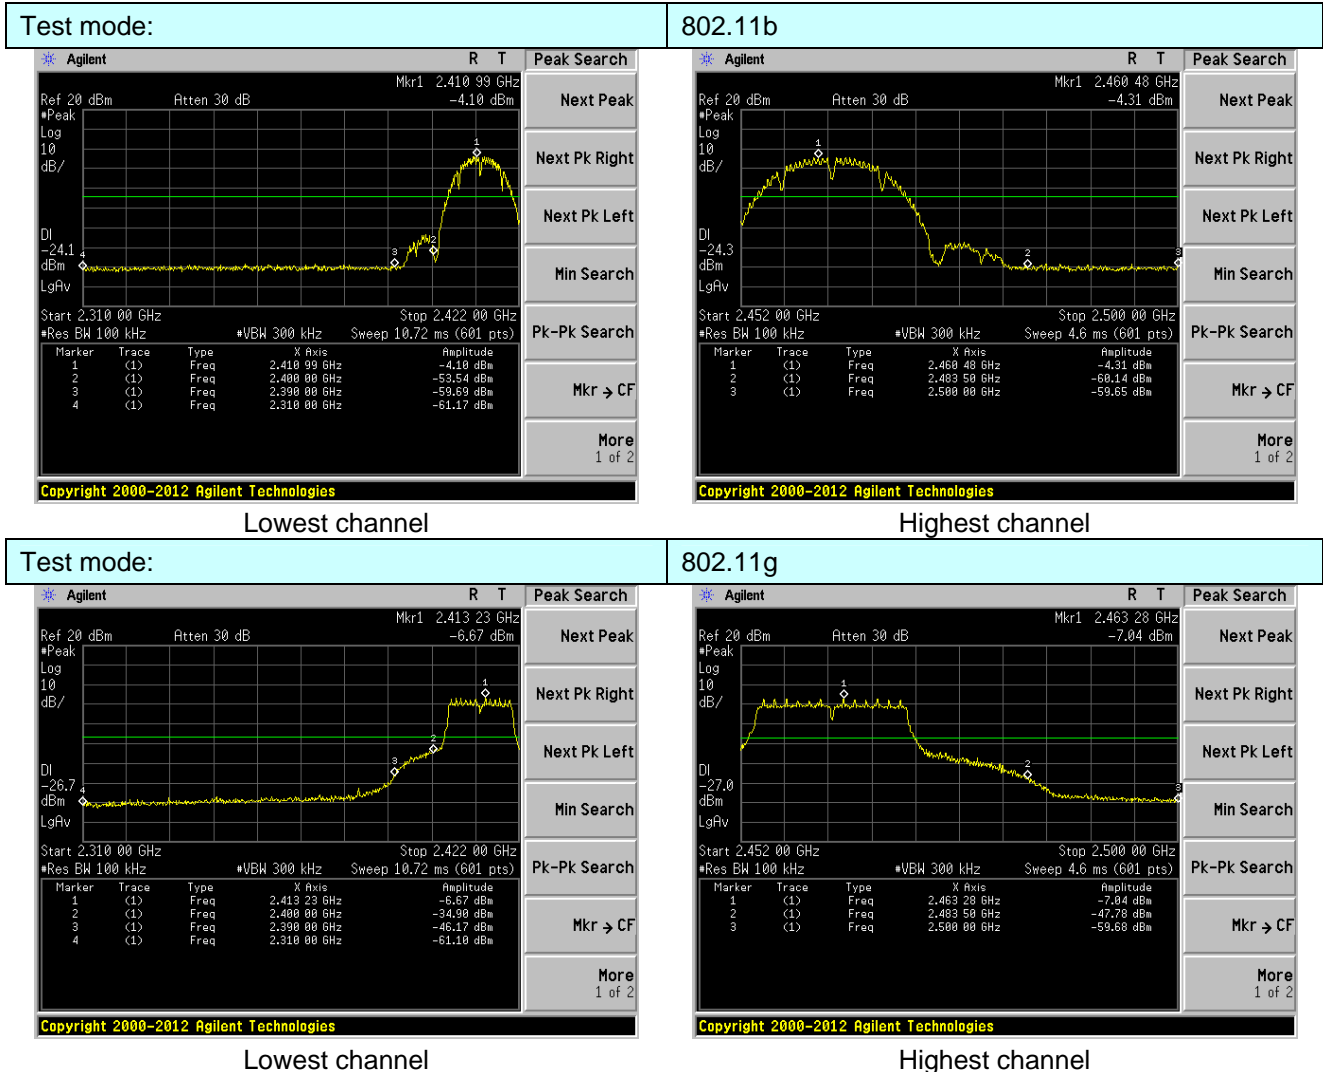 Test mode: 802.11b
Agilent R T Peak Search
Mkr1 2.410 99 GHz
Ref 20 dBm Atten 30 dB -4.10 dBm
#Peak
Log
10
dB/
DI
-24.1
dBm
LgAv
1
2
3
4
Start 2.310 00 GHz Stop 2.422 00 GHz
#Res BW 100 kHz #VBW 300 kHz Sweep 10.72 ms (601 pts)
Marker Trace Type X Axis Amplitude
1 (1) Freq 2.410 99 GHz -4.10 dBm
2 (1) Freq 2.400 00 GHz -53.54 dBm
3 (1) Freq 2.390 00 GHz -59.69 dBm
4 (1) Freq 2.310 00 GHz -61.17 dBm
Next Peak
Next Pk Right
Next Pk Left
Min Search
Pk-Pk Search
Mkr → CF
More
1 of 2
Copyright 2000-2012 Agilent Technologies
Lowest channel
Agilent R T Peak Search
Mkr1 2.460 48 GHz
Ref 20 dBm Atten 30 dB -4.31 dBm
#Peak
Log
10
dB/
DI
-24.3
dBm
LgAv
1
2
3
Start 2.452 00 GHz Stop 2.500 00 GHz
#Res BW 100 kHz #VBW 300 kHz Sweep 4.6 ms (601 pts)
Marker Trace Type X Axis Amplitude
1 (1) Freq 2.460 48 GHz -4.31 dBm
2 (1) Freq 2.483 50 GHz -60.14 dBm
3 (1) Freq 2.500 00 GHz -59.65 dBm
Next Peak
Next Pk Right
Next Pk Left
Min Search
Pk-Pk Search
Mkr → CF
More
1 of 2
Copyright 2000-2012 Agilent Technologies
Highest channel
Test mode: 802.11g
Agilent R T Peak Search
Mkr1 2.413 23 GHz
Ref 20 dBm Atten 30 dB -6.67 dBm
#Peak
Log
10
dB/
DI
-26.7
dBm
LgAv
1
2
3
4
Start 2.310 00 GHz Stop 2.422 00 GHz
#Res BW 100 kHz #VBW 300 kHz Sweep 10.72 ms (601 pts)
Marker Trace Type X Axis Amplitude
1 (1) Freq 2.413 23 GHz -6.67 dBm
2 (1) Freq 2.400 00 GHz -34.90 dBm
3 (1) Freq 2.390 00 GHz -46.17 dBm
4 (1) Freq 2.310 00 GHz -61.10 dBm
Next Peak
Next Pk Right
Next Pk Left
Min Search
Pk-Pk Search
Mkr → CF
More
1 of 2
Copyright 2000-2012 Agilent Technologies
Lowest channel
Agilent R T Peak Search
Mkr1 2.463 28 GHz
Ref 20 dBm Atten 30 dB -7.04 dBm
#Peak
Log
10
dB/
DI
-27.0
dBm
LgAv
1
2
3
Start 2.452 00 GHz Stop 2.500 00 GHz
#Res BW 100 kHz #VBW 300 kHz Sweep 4.6 ms (601 pts)
Marker Trace Type X Axis Amplitude
1 (1) Freq 2.463 28 GHz -7.04 dBm
2 (1) Freq 2.483 50 GHz -47.78 dBm
3 (1) Freq 2.500 00 GHz -59.68 dBm
Next Peak
Next Pk Right
Next Pk Left
Min Search
Pk-Pk Search
Mkr → CF
More
1 of 2
Copyright 2000-2012 Agilent Technologies
Highest channel